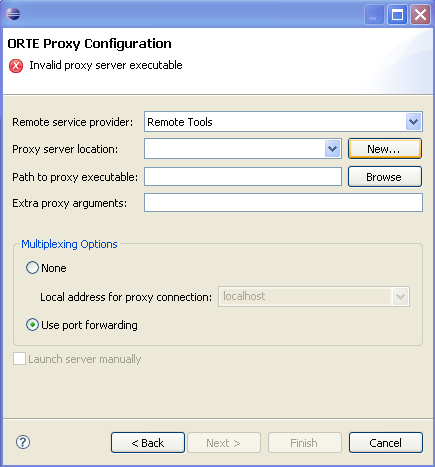 ORTE Proxy Configuration
Invalid proxy server executable
Remote service provider: Remote Tools
Proxy server location: New...
Path to proxy executable: Browse
Extra proxy arguments:
Multiplexing Options
None
Local address for proxy connection: localhost
Use port forwarding
Launch server manually
? < Back Next > Finish Cancel